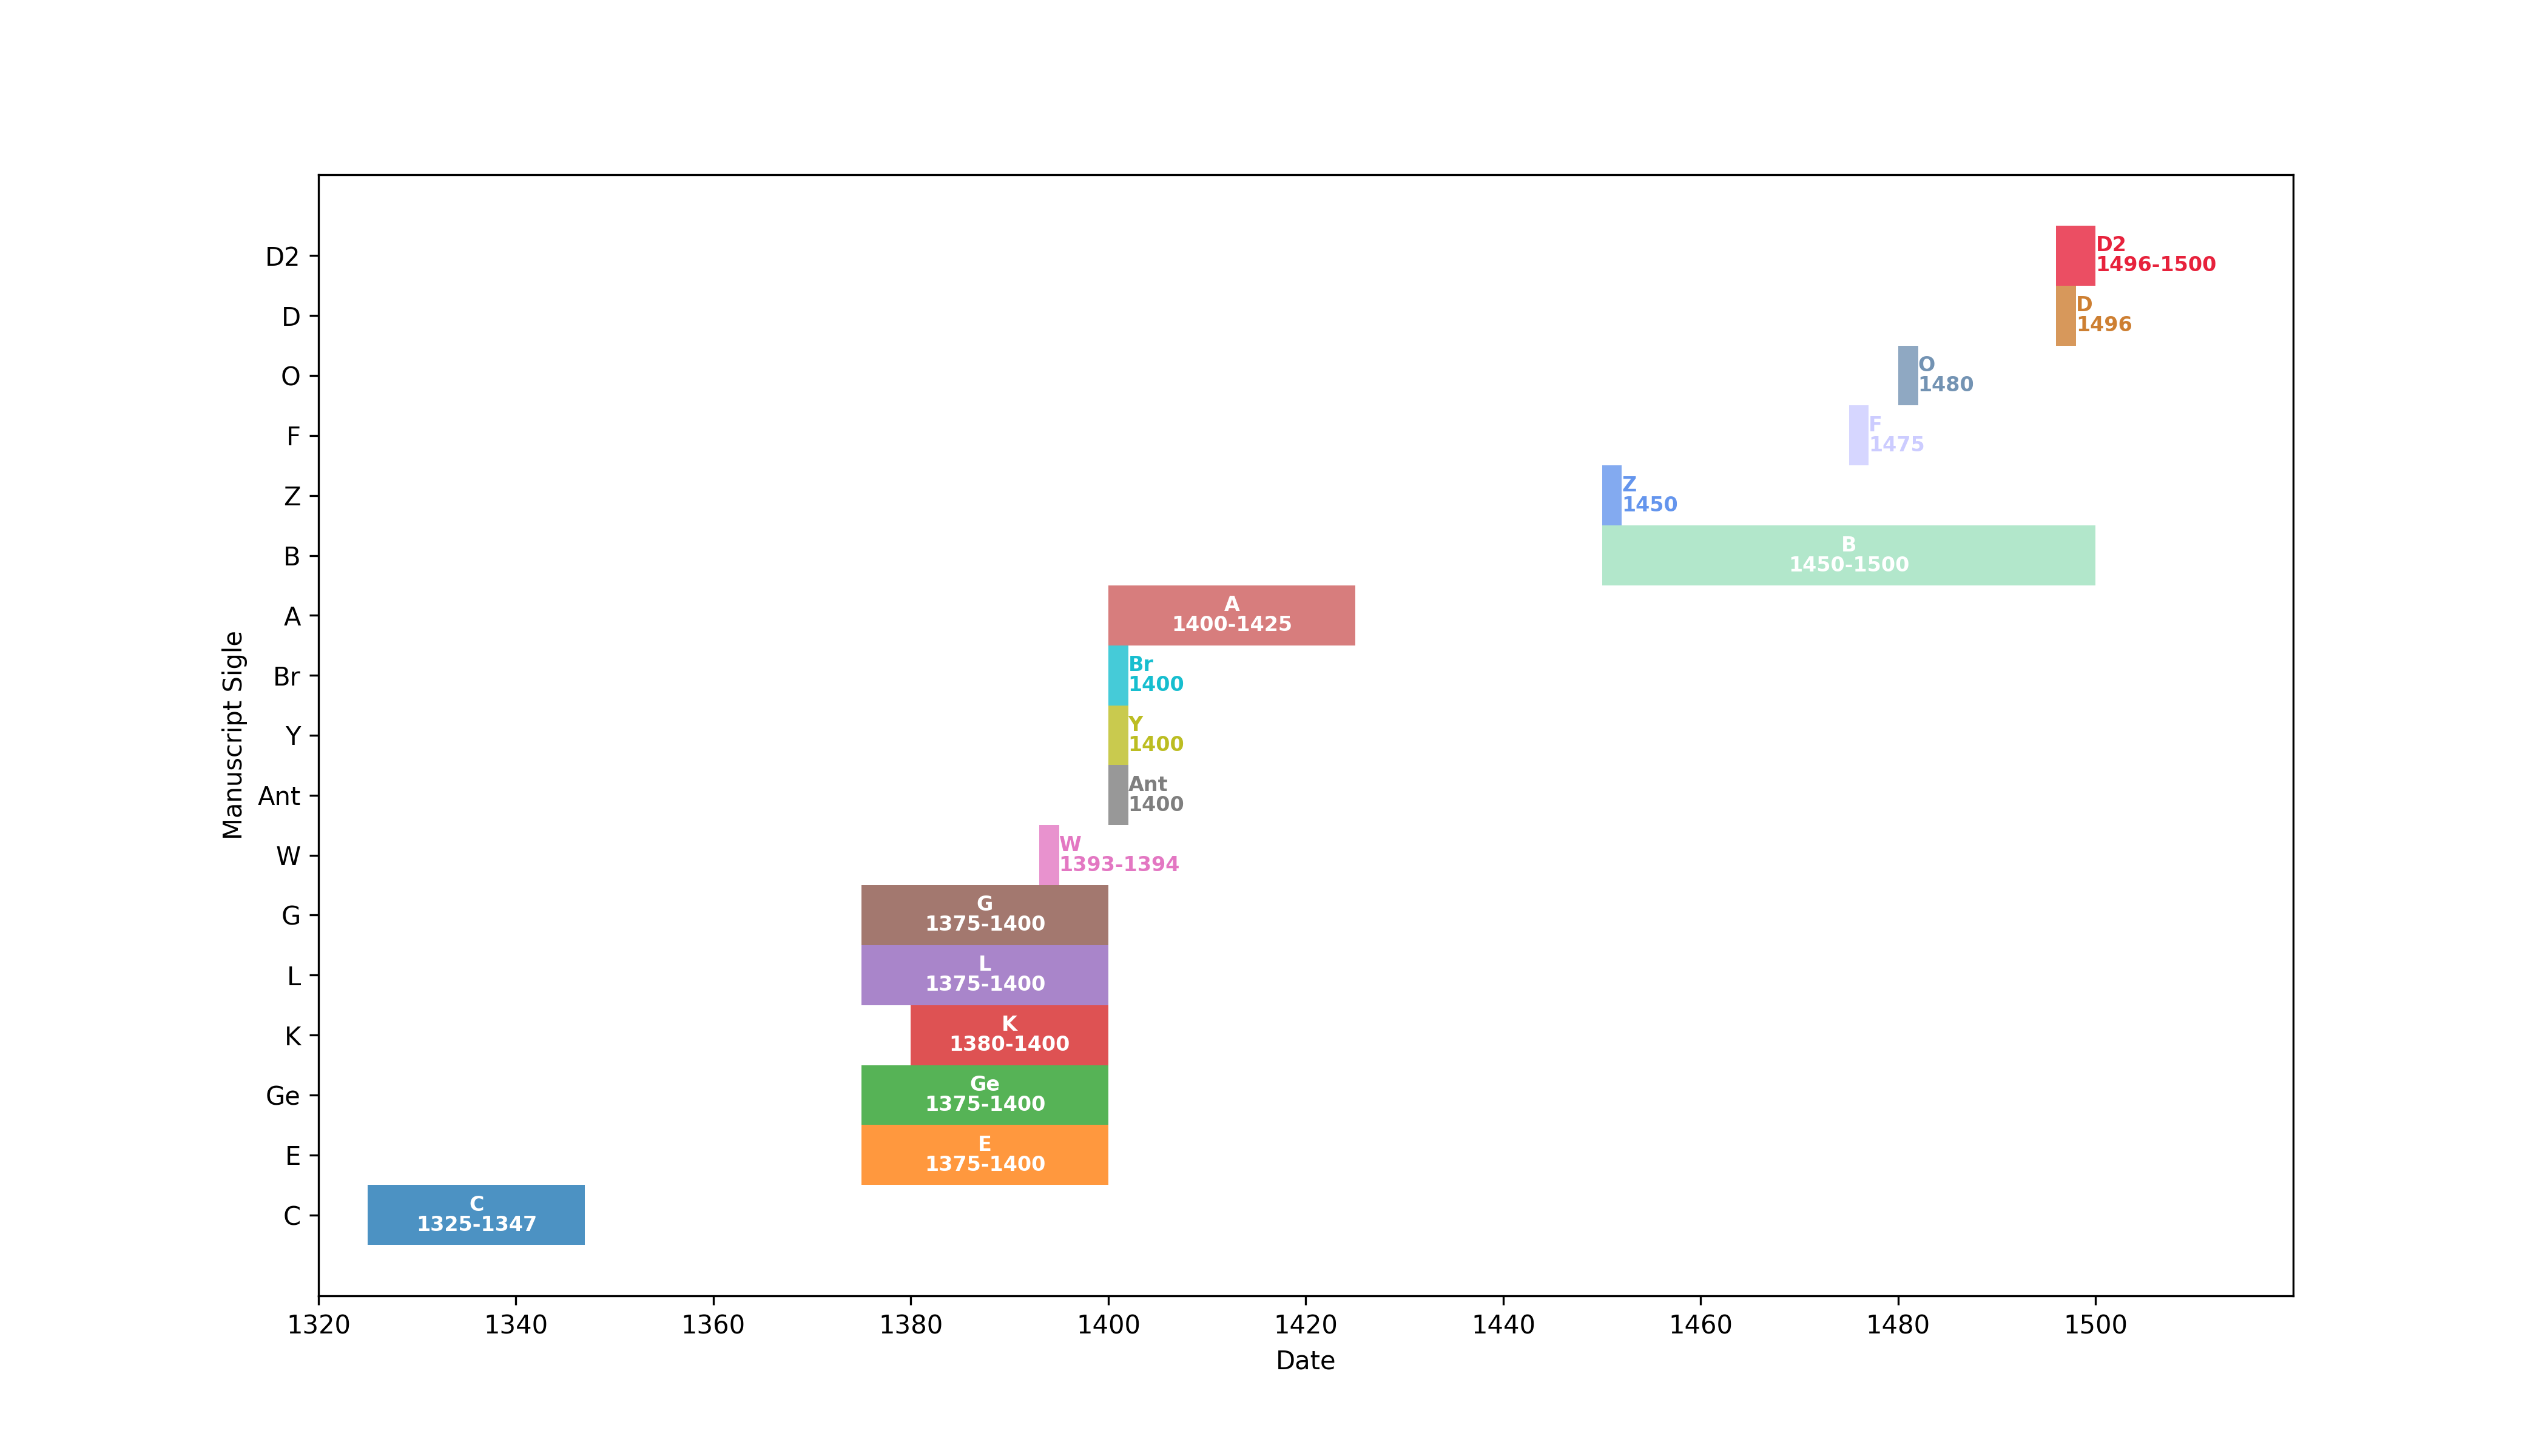 D2
D2
1496-1500
D
D
1496
O
O
1480
F
F
1475
Z
Z
1450
B
B
1450-1500
A
A
1400-1425
Br
Br
1400
Y
Y
1400
Ant
Ant
1400
W
W
1393-1394
G
G
1375-1400
L
L
1375-1400
K
K
1380-1400
Ge
Ge
1375-1400
E
E
1375-1400
C
C
1325-1347
Manuscript Sigle
1320 1340 1360 1380 1400 1420 1440 1460 1480 1500
Date